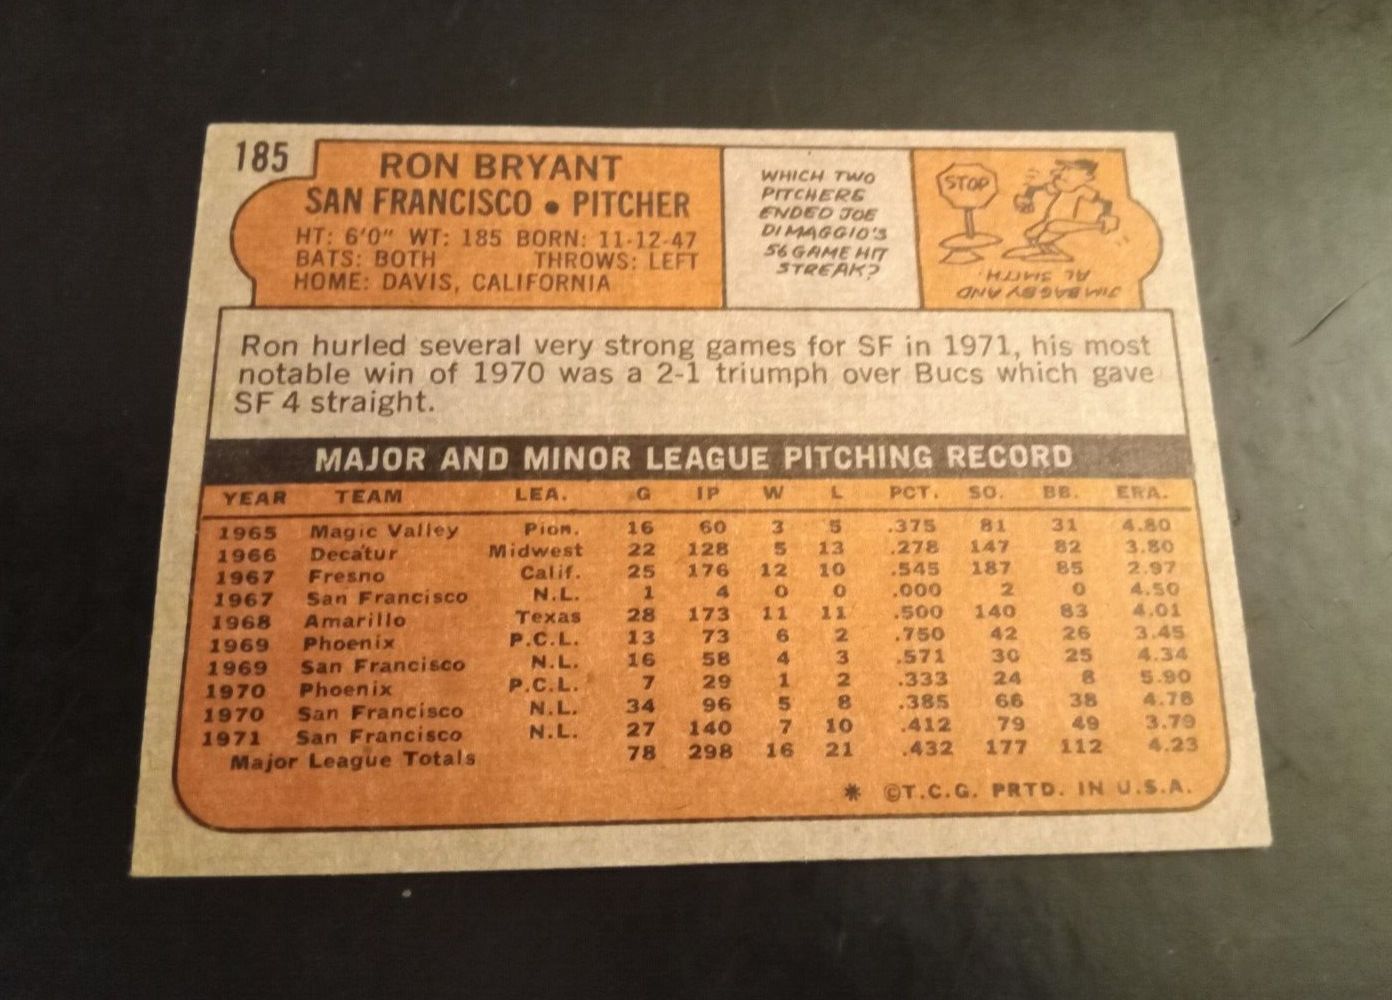 185
RON BRYANT
SAN FRANCISCO • PITCHER
HT: 6'0" WT: 185 BORN: 11-12-47
BATS: BOTH THROWS: LEFT
HOME: DAVIS, CALIFORNIA
WHICH TWO
PITCHERS
ENDED JOE
DIMAGGIO'S
56 GAME HIT
STREAK?
STOP
JIM BAGBY AND
AL SMITH.
Ron hurled several very strong games for SF in 1971, his most
notable win of 1970 was a 2-1 triumph over Bucs which gave
SF 4 straight.
MAJOR AND MINOR LEAGUE PITCHING RECORD
YEAR TEAM LEA. G IP W L PCT. SO. BB. ERA.
1965 Magic Valley Pion. 16 60 3 5 .375 81 31 4.80
1966 Decatur Midwest 22 128 5 13 .278 147 82 3.80
1967 Fresno Calif. 25 176 12 10 .545 187 85 2.97
1967 San Francisco N.L. 1 4 0 0 .000 2 0 4.50
1968 Amarillo Texas 28 173 11 11 .500 140 83 4.01
1969 Phoenix P.C.L. 13 73 6 2 .750 42 26 3.45
1969 San Francisco N.L. 16 58 4 3 .571 30 25 4.34
1970 Phoenix P.C.L. 7 29 1 2 .333 24 8 5.90
1970 San Francisco N.L. 34 96 5 8 .385 66 38 4.78
1971 San Francisco N.L. 27 140 7 10 .412 79 49 3.79
Major League Totals 78 298 16 21 .432 177 112 4.23
* ©T.C.G. PRTD. IN U.S.A.